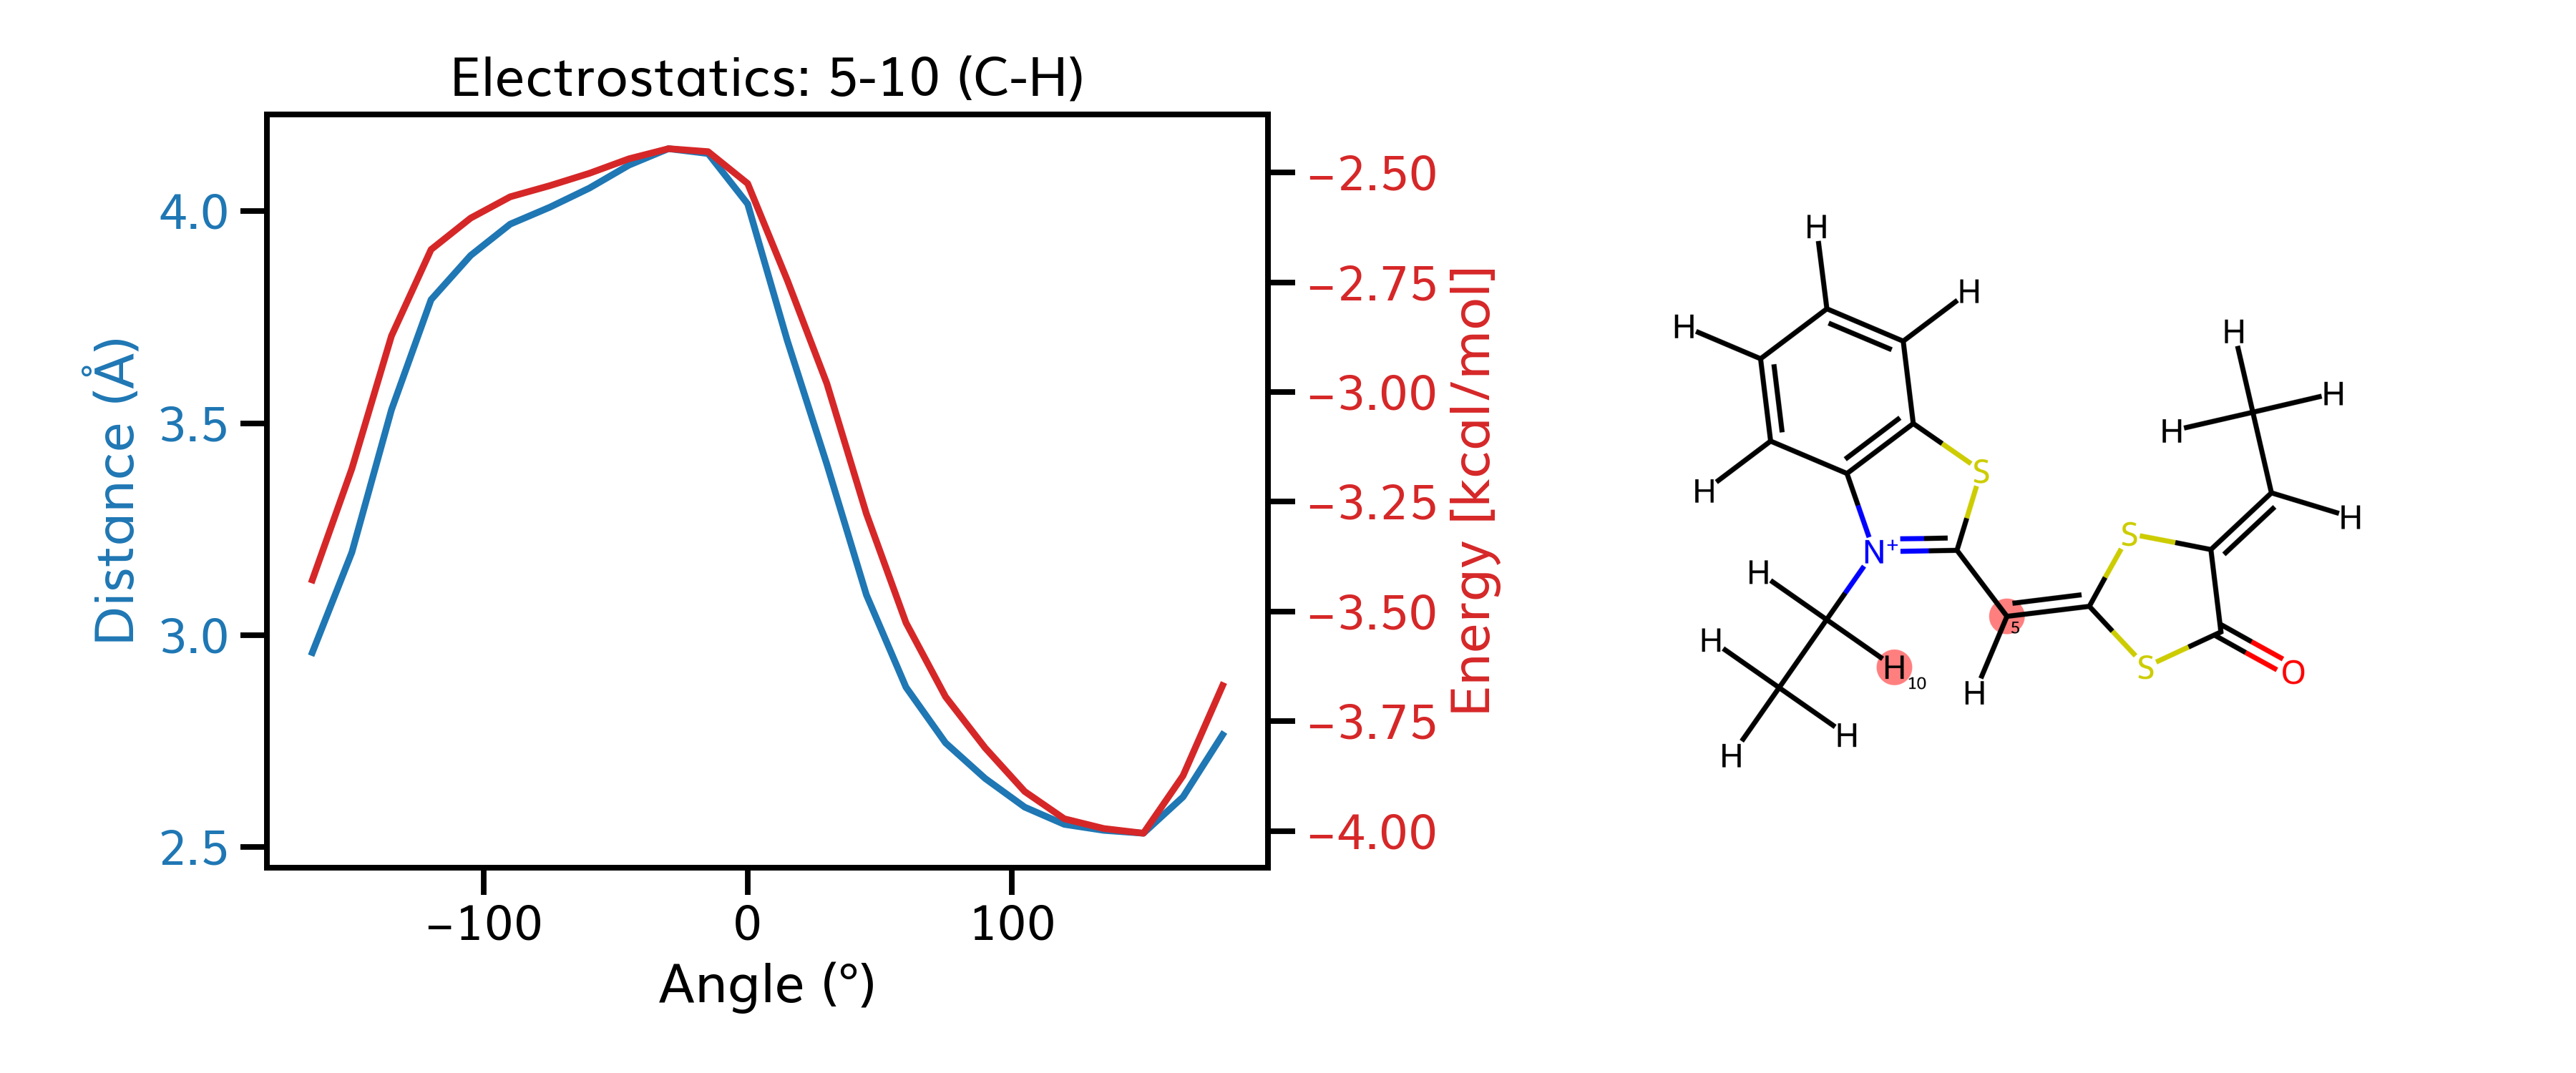 Electrostatics: 5-10 (C-H)
Distance (Å)
4.0
3.5
3.0
2.5
−100
0
100
Angle (°)
−2.50
−2.75
−3.00
−3.25
−3.50
−3.75
−4.00
Energy [kcal/mol]
H
H
H
H
S
N+
H
H
H
10
H
H
5
H
S
S
O
H
H
H
H